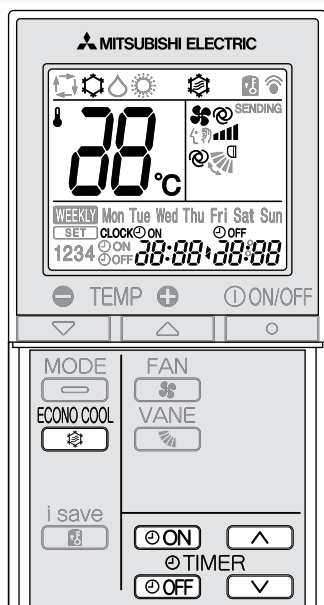 MITSUBISHI ELECTRIC
SENDING
°C
WEEKLY Mon Tue Wed Thu Fri Sat Sun
SET CLOCK ON OFF
1234 ON OFF 88:88 88:88
TEMP ON/OFF
MODE FAN
ECONO COOL VANE
i save
ON
TIMER
OFF